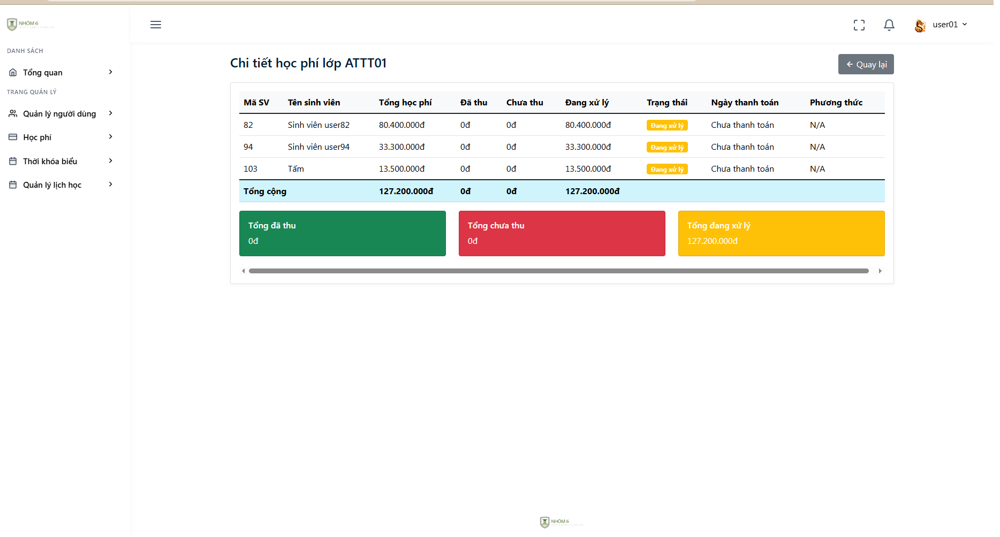 NHÓM 6
user01
DANH SÁCH
Tổng quan
TRANG QUẢN LÝ
Quản lý người dùng
Học phí
Thời khóa biểu
Quản lý lịch học
Chi tiết học phí lớp ATTT01
Quay lại
Mã SV Tên sinh viên Tổng học phí Đã thu Chưa thu Đang xử lý Trạng thái Ngày thanh toán Phương thức
82 Sinh viên user82 80.400.000đ 0đ 0đ 80.400.000đ Đang xử lý Chưa thanh toán N/A
94 Sinh viên user94 33.300.000đ 0đ 0đ 33.300.000đ Đang xử lý Chưa thanh toán N/A
103 Tấm 13.500.000đ 0đ 0đ 13.500.000đ Đang xử lý Chưa thanh toán N/A
Tổng cộng 127.200.000đ 0đ 0đ 127.200.000đ
Tổng đã thu
0đ
Tổng chưa thu
0đ
Tổng đang xử lý
127.200.000đ
NHÓM 6